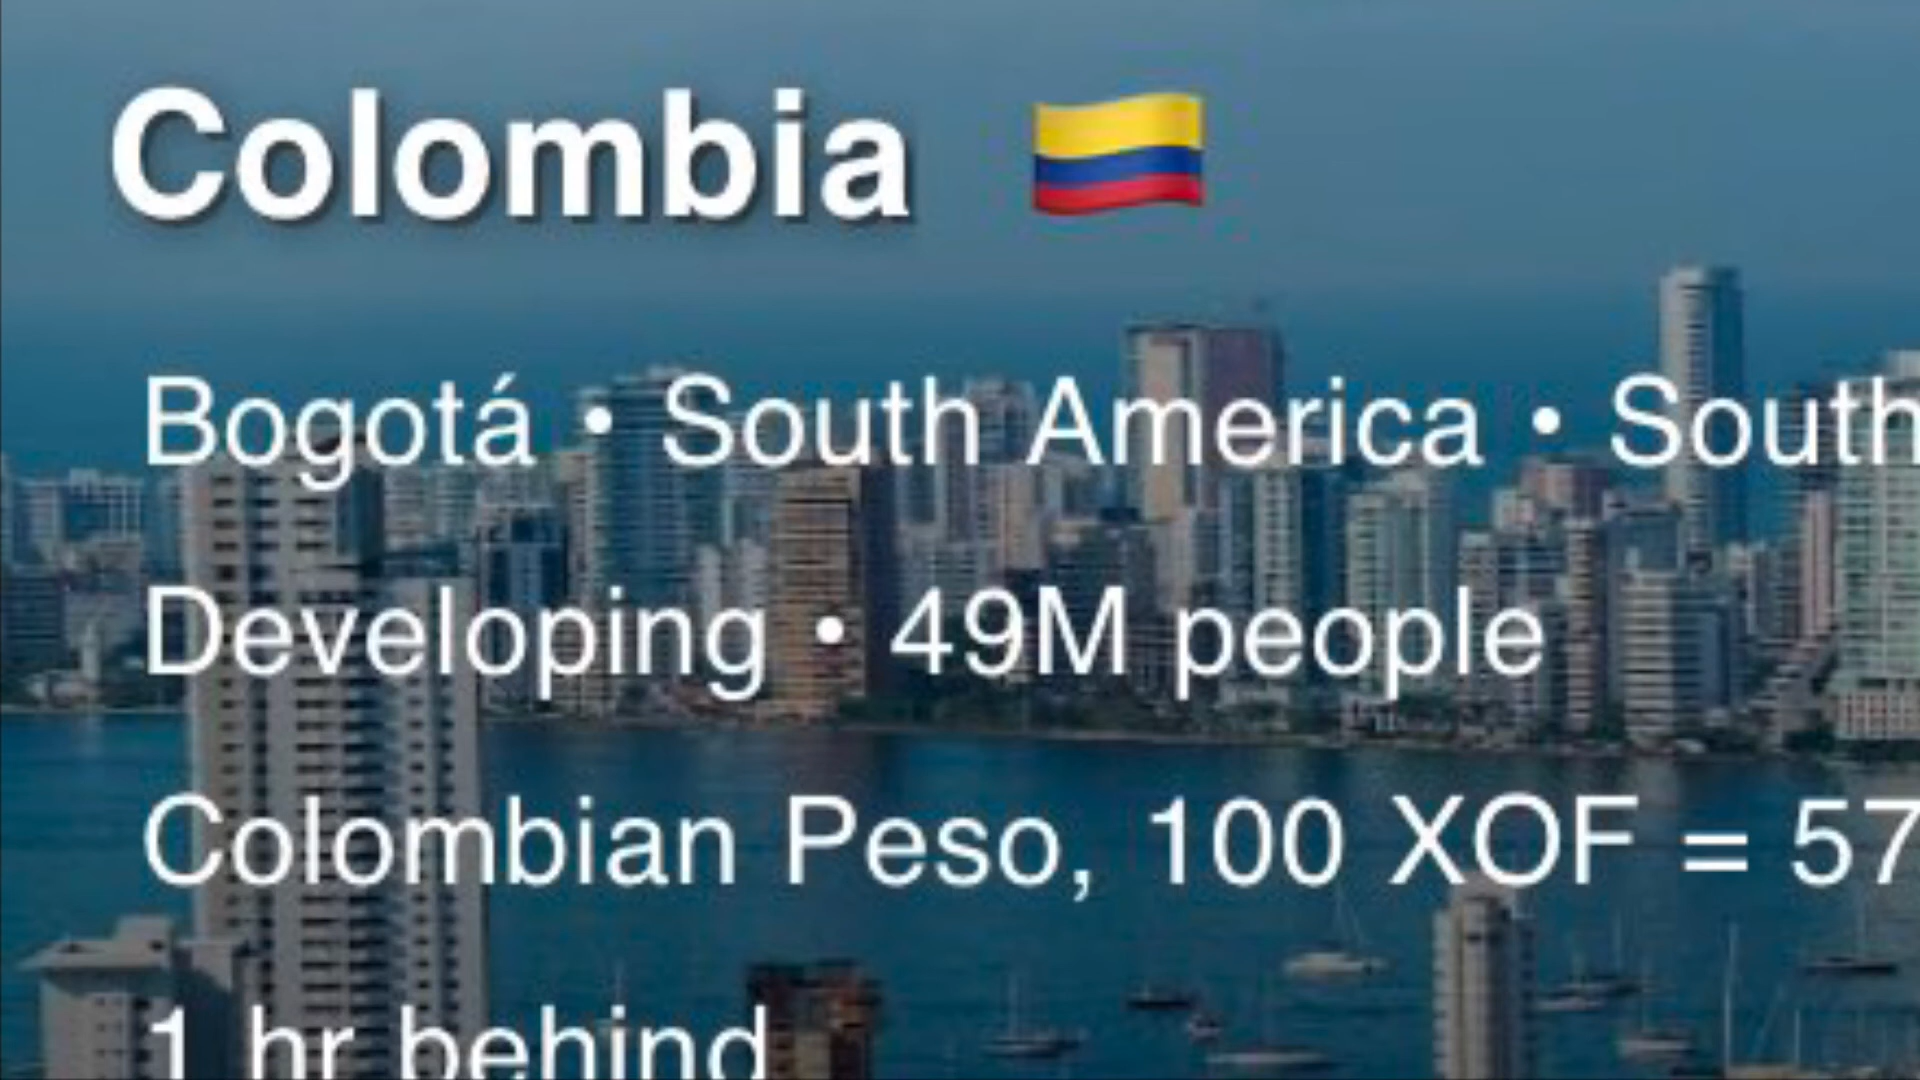 Colombia 🇨🇴
Bogotá • South America • South
Developing • 49M people
Colombian Peso, 100 XOF = 57
1 hr behind